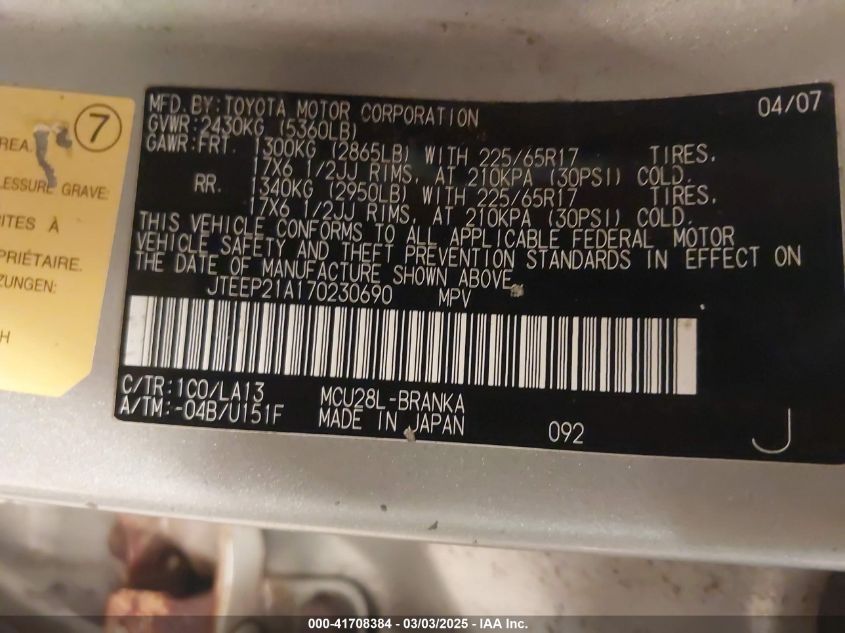 MFD. BY: TOYOTA MOTOR CORPORATION 04/07
GVWR: 2430KG (5360LB)
GAWR: FRT. 1300KG (2865LB) WITH 225/65R17 TIRES.
17X6 1/2JJ RIMS, AT 210KPA (30PSI) COLD.
RR. 1340KG (2950LB) WITH 225/65R17 TIRES,
17X6 1/2JJ RIMS, AT 210KPA (30PSI) COLD.
THIS VEHICLE CONFORMS TO ALL APPLICABLE FEDERAL MOTOR
VEHICLE SAFETY AND THEFT PREVENTION STANDARDS IN EFFECT ON
THE DATE OF MANUFACTURE SHOWN ABOVE.
JTEEP21A170230690 MPV
C/TR: 1C0/LA13 MCU28L-BRANKA
A/TM: -04B/U151F MADE IN JAPAN 092 J
7
LESSURE GRAVE
ITES À
PRIÉTAIRE.
ZUNGEN:
H
000-41708384 — 03/03/2025 — IAA Inc.